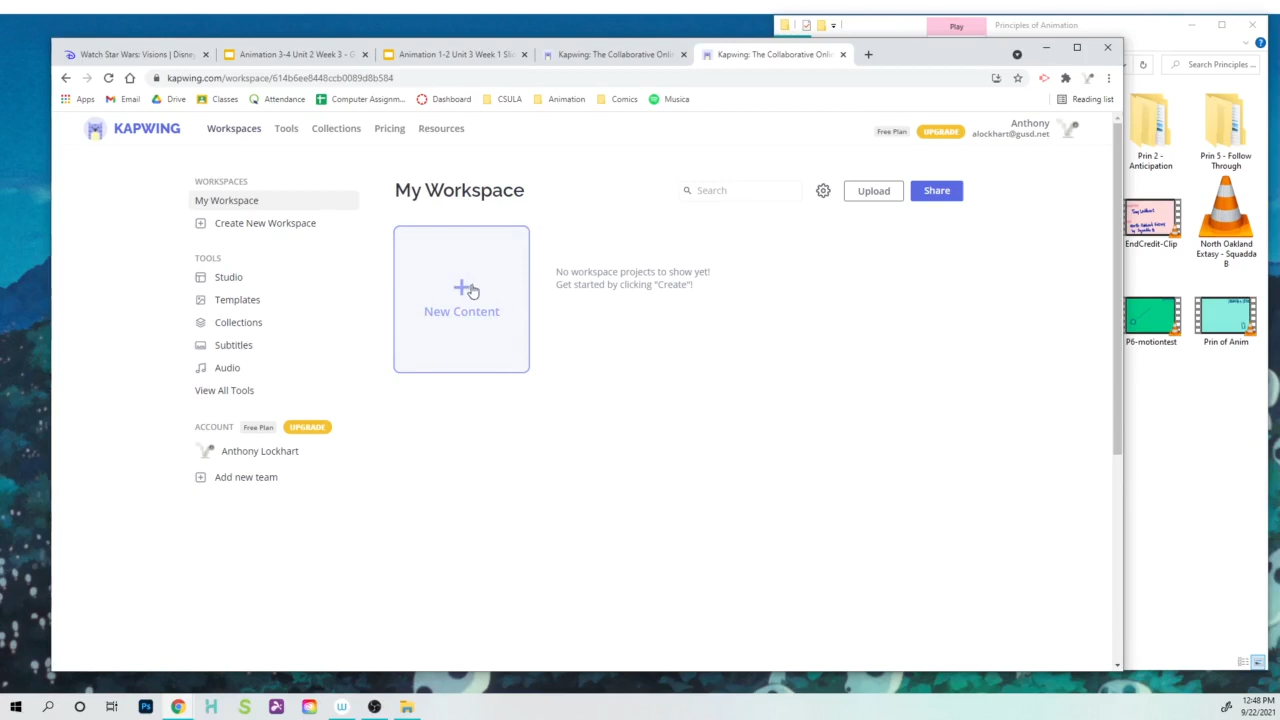 Play
Principles of Animation
Watch Star Wars: Visions | Disne
Animation 3-4 Unit 2 Week 3 - G
Animation 1-2 Unit 3 Week 1 Slid
Kapwing: The Collaborative Onli
Kapwing: The Collaborative Onli
kapwing.com/workspace/614b6ee8448ccb0089d8b584
Search Principles ...
Apps
Email
Drive
Classes
Attendance
Computer Assignm...
Dashboard
CSULA
Animation
Comics
Musica
Reading list
KAPWING
Workspaces
Tools
Collections
Pricing
Resources
Free Plan
UPGRADE
Anthony
alockhart@gusd.net
WORKSPACES
My Workspace
Create New Workspace
TOOLS
Studio
Templates
Collections
Subtitles
Audio
View All Tools
ACCOUNT
Free Plan
UPGRADE
Anthony Lockhart
Add new team
My Workspace
Search
Upload
Share
New Content
No workspace projects to show yet!
Get started by clicking "Create"!
Prin 2 -
Anticipation
Prin 5 - Follow
Through
EndCredit-Clip
North Oakland
Extasy - Squadda
B
P6-motiontest
Prin of Anim
12:48 PM
9/22/2021